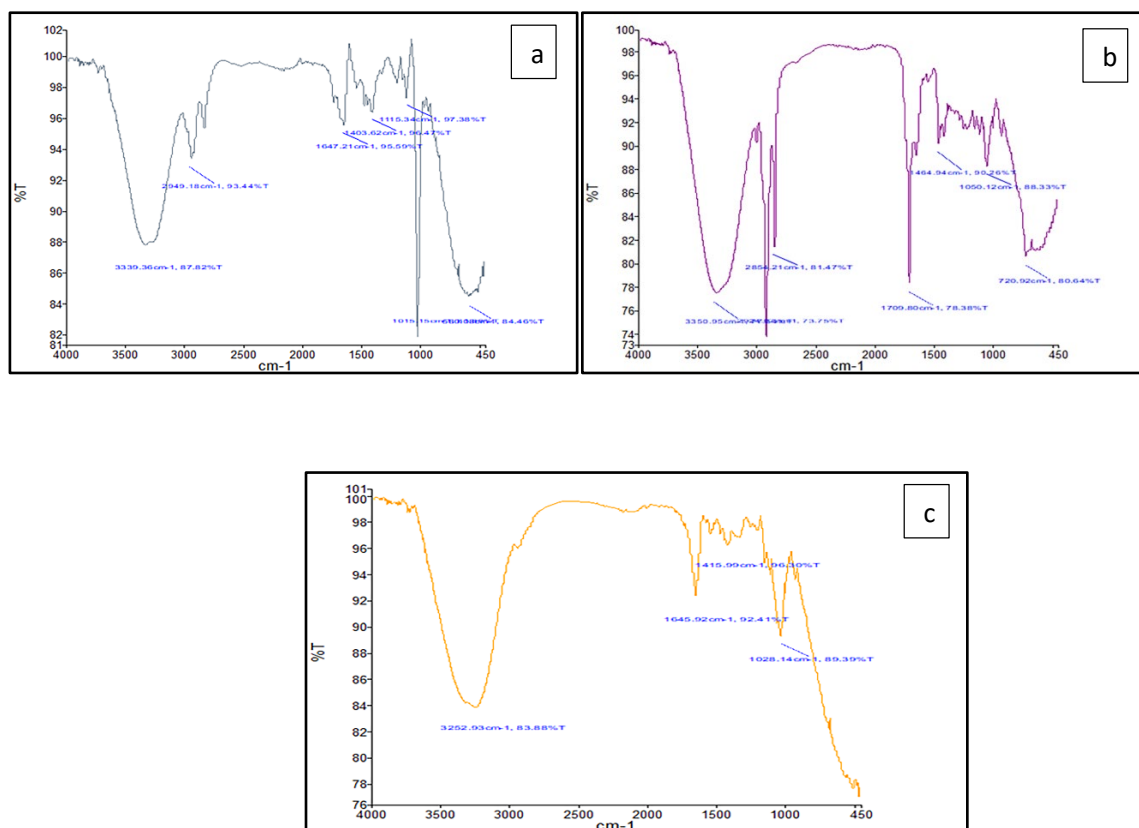 a
102
100
98
96
94
92
90
88
86
84
82
81
%T
1115.34cm-1, 97.38%T
1403.62cm-1, 96.47%T
1647.21cm-1, 95.59%T
2949.18cm-1, 93.44%T
3339.36cm-1, 87.82%T
84.46%T
4000 3500 3000 2500 2000 1500 1000 450
cm-1
b
100
98
96
94
92
90
88
86
84
82
80
78
76
74
73
%T
1464.94cm-1, 90.26%T
1050.12cm-1, 88.33%T
2854.21cm-1, 81.47%T
720.92cm-1, 80.64%T
1709.80cm-1, 78.38%T
73.75%T
4000 3500 3000 2500 2000 1500 1000 450
cm-1
c
101
100
98
96
94
92
90
88
86
84
82
80
78
76
%T
1415.99cm-1, 96.30%T
1645.92cm-1, 92.41%T
1028.14cm-1, 89.39%T
3252.93cm-1, 83.88%T
4000 3500 3000 2500 2000 1500 1000 450
cm-1